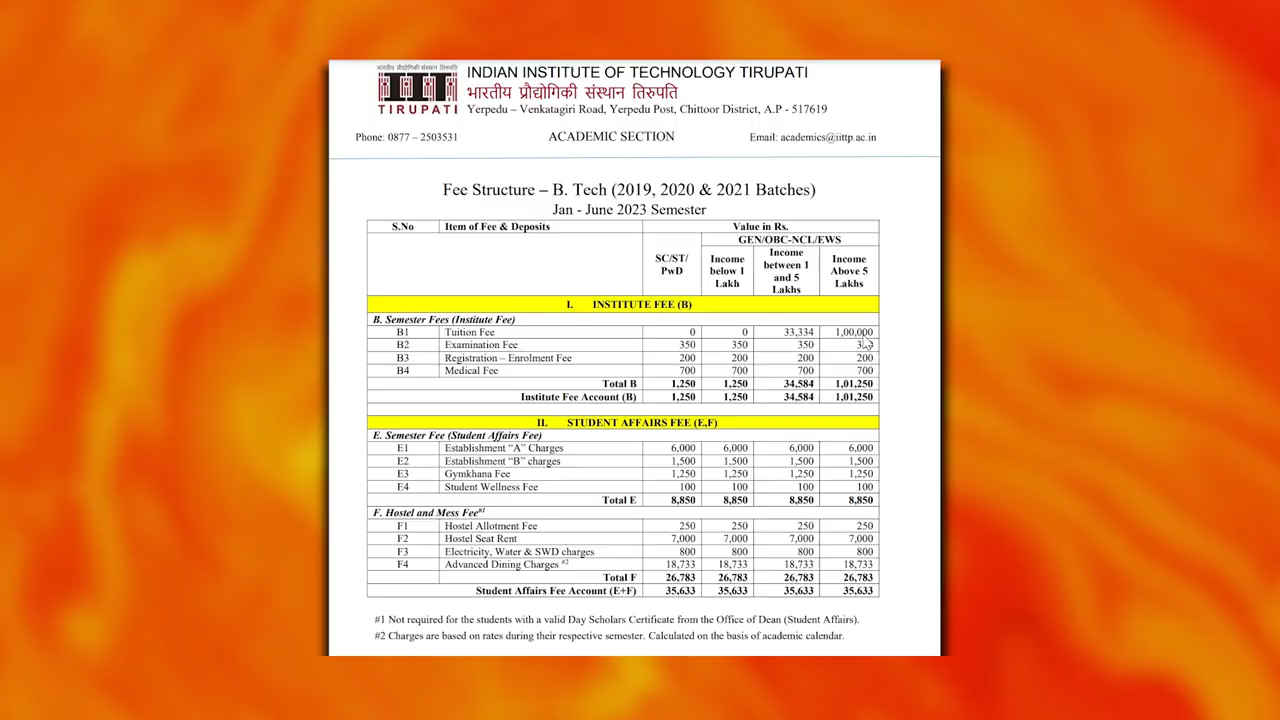 भारतीय प्रौद्योगिकी संस्थान तिरुपति
IIT
TIRUPATI
INDIAN INSTITUTE OF TECHNOLOGY TIRUPATI
भारतीय प्रौद्योगिकी संस्थान तिरुपति
Yerpedu – Venkatagiri Road, Yerpedu Post, Chittoor District, A.P - 517619
Phone: 0877 – 2503531 ACADEMIC SECTION Email: academics@iittp.ac.in
Fee Structure – B. Tech (2019, 2020 & 2021 Batches)
Jan - June 2023 Semester
S.No Item of Fee & Deposits Value in Rs.
GEN/OBC-NCL/EWS
SC/ST/ PwD Income below 1 Lakh Income between 1 and 5 Lakhs Income Above 5 Lakhs
I. INSTITUTE FEE (B)
B. Semester Fees (Institute Fee)
B1 Tuition Fee 0 0 33,334 1,00,000
B2 Examination Fee 350 350 350
B3 Registration – Enrolment Fee 200 200 200 200
B4 Medical Fee 700 700 700 700
Total B 1,250 1,250 34,584 1,01,250
Institute Fee Account (B) 1,250 1,250 34,584 1,01,250
II. STUDENT AFFAIRS FEE (E,F)
E. Semester Fee (Student Affairs Fee)
E1 Establishment “A” Charges 6,000 6,000 6,000 6,000
E2 Establishment “B” charges 1,500 1,500 1,500 1,500
E3 Gymkhana Fee 1,250 1,250 1,250 1,250
E4 Student Wellness Fee 100 100 100 100
Total E 8,850 8,850 8,850 8,850
F. Hostel and Mess Fee#1
F1 Hostel Allotment Fee 250 250 250 250
F2 Hostel Seat Rent 7,000 7,000 7,000 7,000
F3 Electricity, Water & SWD charges 800 800 800 800
F4 Advanced Dining Charges #2 18,733 18,733 18,733 18,733
Total F 26,783 26,783 26,783 26,783
Student Affairs Fee Account (E+F) 35,633 35,633 35,633 35,633
#1 Not required for the students with a valid Day Scholars Certificate from the Office of Dean (Student Affairs).
#2 Charges are based on rates during their respective semester. Calculated on the basis of academic calendar.